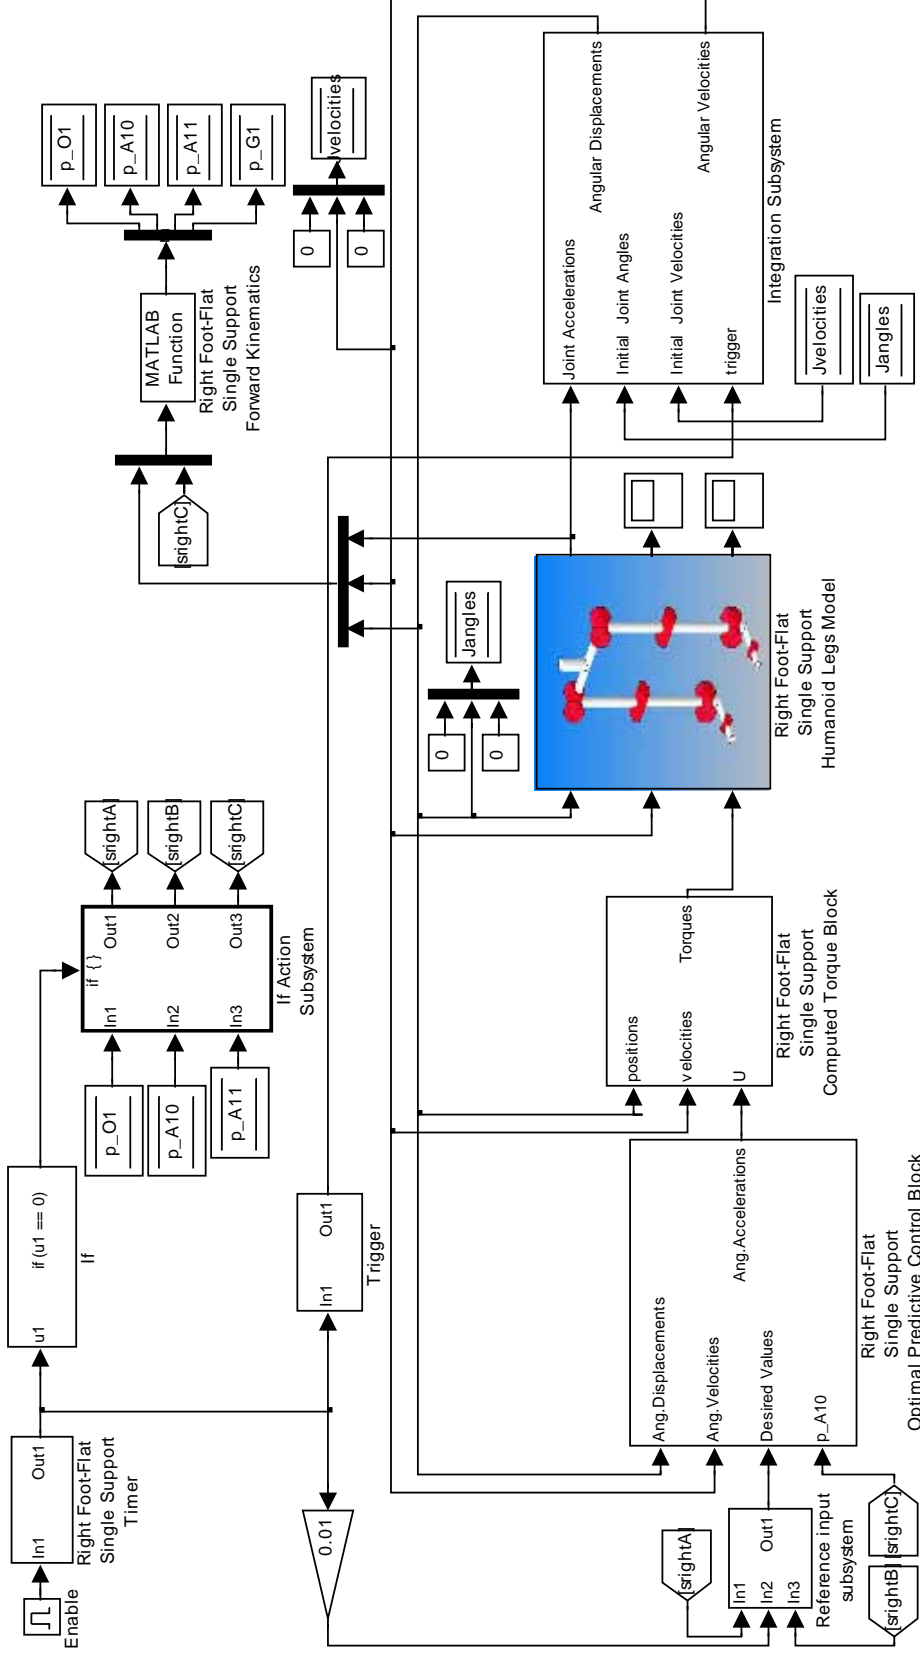 Enable
In1
Out1
Right Foot-Flat
Single Support
Timer
u1
if (u1 == 0)
If
p_O1
p_A10
p_A11
In1
In2
In3
if { }
Out1
Out2
Out3
If Action
Subsystem
[srightA]
[srightB]
[srightC]
[srightC]
MATLAB
Function
Right Foot-Flat
Single Support
Forward Kinematics
p_O1
p_A10
p_A11
p_G1
0.01
In1
Out1
Trigger
0
0
Jvelocities
[srightA]
In1
In2
In3
Out1
Reference input
subsystem
[srightB]
[srightC]
Ang.Displacements
Ang.Velocities
Desired Values
p_A10
Ang.Accelerations
Right Foot-Flat
Single Support
Optimal Predictive Control Block
positions
velocities
U
Torques
Right Foot-Flat
Single Support
Computed Torque Block
0
0
Jangles
Right Foot-Flat
Single Support
Humanoid Legs Model
Joint Accelerations
Initial Joint Angles
Initial Joint Velocities
trigger
Angular Displacements
Angular Velocities
Integration Subsystem
Jvelocities
Jangles